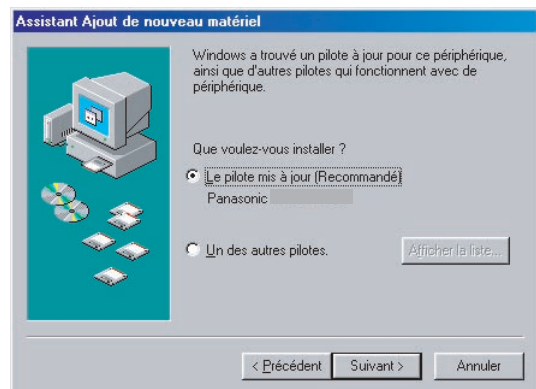 Assistant Ajout de nouveau matériel
Windows a trouvé un pilote à jour pour ce périphérique,
ainsi que d'autres pilotes qui fonctionnent avec de
périphérique.
Que voulez-vous installer ?
Le pilote mis à jour (Recommandé)
Panasonic
Un des autres pilotes.
Afficher la liste...
< Précédent
Suivant >
Annuler